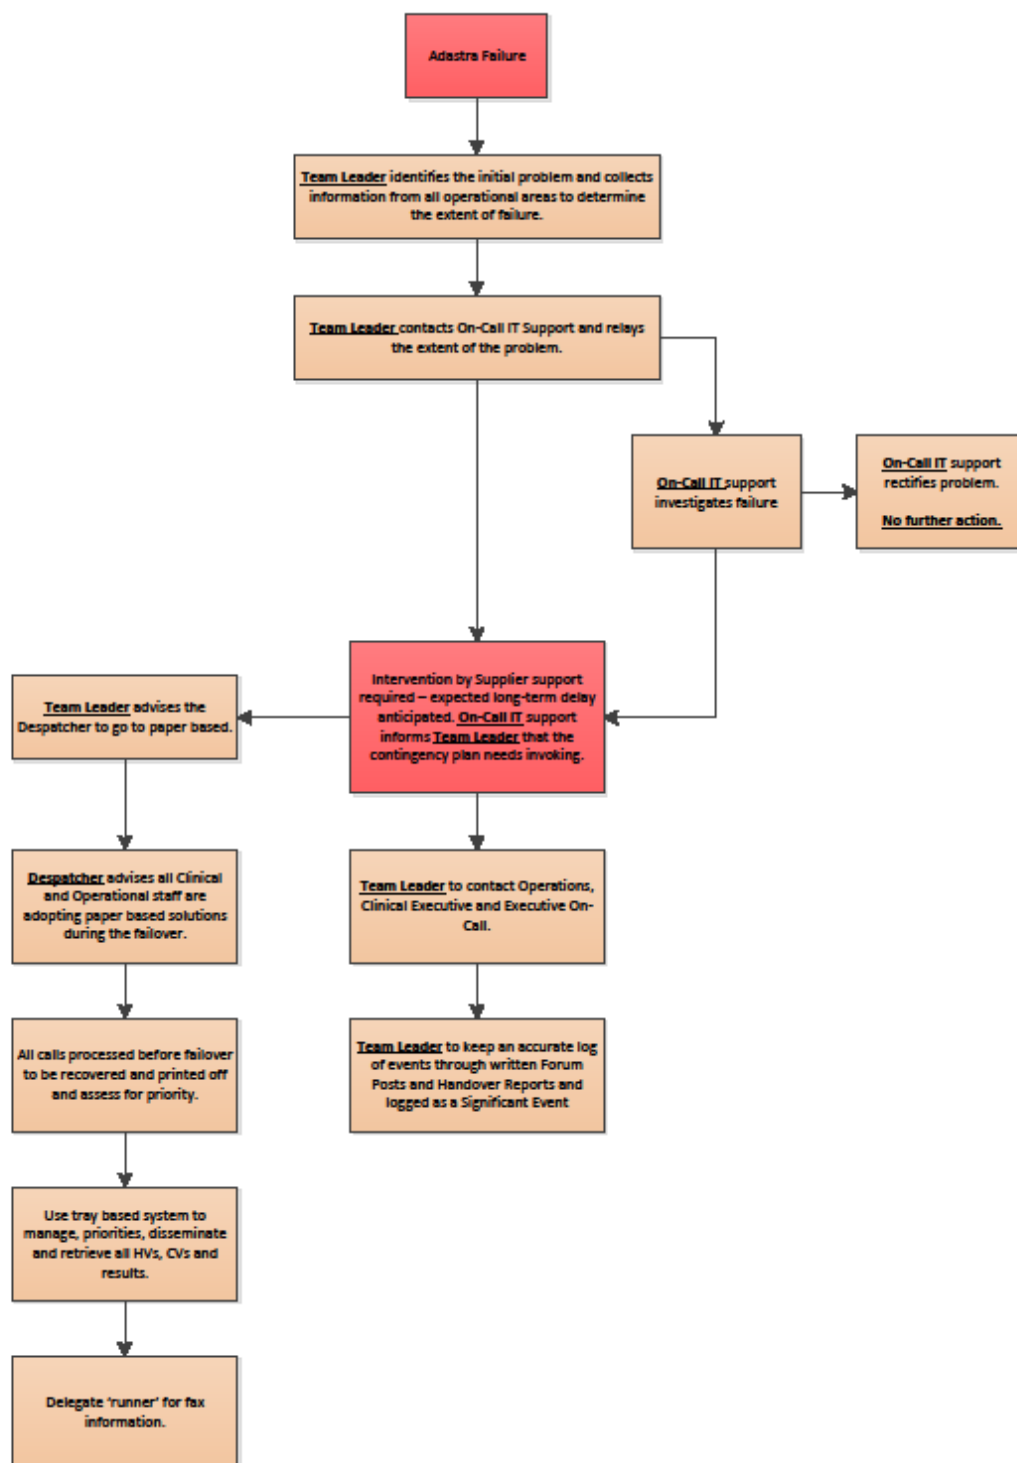 Adastra Failure
Team Leader identifies the initial problem and collects
information from all operational areas to determine
the extent of failure.
Team Leader contacts On-Call IT Support and relays
the extent of the problem.
On-Call IT support
investigates failure
On-Call IT support
rectifies problem.
No further action.
Intervention by Supplier support
required – expected long-term delay
anticipated. On-Call IT support
informs Team Leader that the
contingency plan needs invoking.
Team Leader advises the
Despatcher to go to paper based.
Despatcher advises all Clinical
and Operational staff are
adopting paper based solutions
during the failover.
Team Leader to contact Operations,
Clinical Executive and Executive On-
Call.
All calls processed before failover
to be recovered and printed off
and assess for priority.
Team Leader to keep an accurate log
of events through written Forum
Posts and Handover Reports and
logged as a Significant Event
Use tray based system to
manage, priorities, disseminate
and retrieve all HVs, CVs and
results.
Delegate ‘runner’ for fax
information.